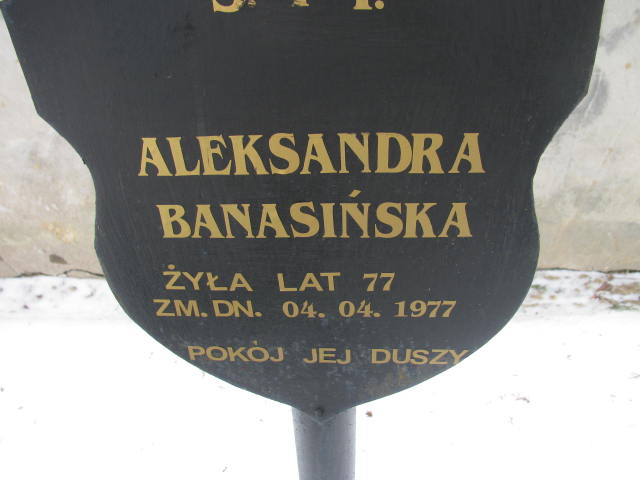 Ś. † P.
ALEKSANDRA
BANASIŃSKA
ŻYŁA LAT 77
ZM. DN. 04. 04. 1977
POKÓJ JEJ DUSZY